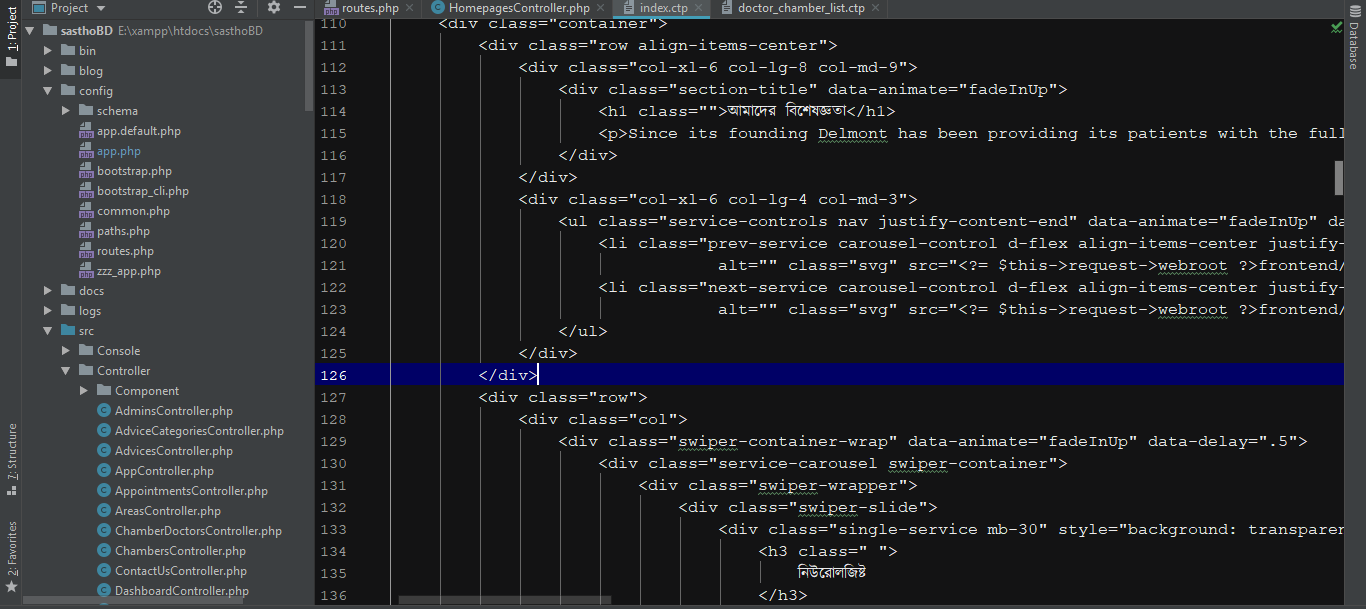 Project
routes.php
HomepagesController.php
index.ctp
doctor_chamber_list.ctp
1: Project
7: Structure
2: Favorites
Database
sasthoBD E:\xampp\htdocs\sasthoBD
bin
blog
config
schema
app.default.php
app.php
bootstrap.php
bootstrap_cli.php
common.php
paths.php
routes.php
zzz_app.php
docs
logs
src
Console
Controller
Component
AdminsController.php
AdviceCategoriesController.php
AdvicesController.php
AppController.php
AppointmentsController.php
AreasController.php
ChamberDoctorsController.php
ChambersController.php
ContactUsController.php
DashboardController.php
110 <div class="container">
111 <div class="row align-items-center">
112 <div class="col-xl-6 col-lg-8 col-md-9">
113 <div class="section-title" data-animate="fadeInUp">
114 <h1 class="">আমাদের বিশেষজ্ঞতা</h1>
115 <p>Since its founding Delmont has been providing its patients with the full
116 </div>
117 </div>
118 <div class="col-xl-6 col-lg-4 col-md-3">
119 <ul class="service-controls nav justify-content-end" data-animate="fadeInUp" da
120 <li class="prev-service carousel-control d-flex align-items-center justify-
121 alt="" class="svg" src="<?= $this->request->webroot ?>frontend/
122 <li class="next-service carousel-control d-flex align-items-center justify-
123 alt="" class="svg" src="<?= $this->request->webroot ?>frontend/
124 </ul>
125 </div>
126 </div>
127 <div class="row">
128 <div class="col">
129 <div class="swiper-container-wrap" data-animate="fadeInUp" data-delay=".5">
130 <div class="service-carousel swiper-container">
131 <div class="swiper-wrapper">
132 <div class="swiper-slide">
133 <div class="single-service mb-30" style="background: transparen
134 <h3 class=" ">
135 নিউরোলজিষ্ট
136 </h3>